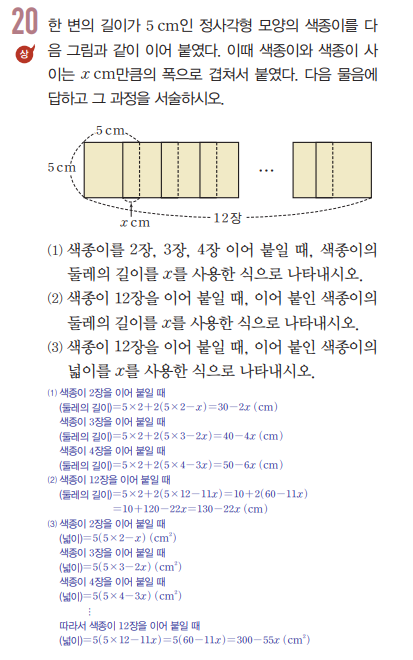 20
상
한 변의 길이가 5 cm인 정사각형 모양의 색종이를 다
음 그림과 같이 이어 붙였다. 이때 색종이와 색종이 사
이는 x cm만큼의 폭으로 겹쳐서 붙였다. 다음 물음에
답하고 그 과정을 서술하시오.
5 cm
5 cm
…
x cm
12장
⑴ 색종이를 2장, 3장, 4장 이어 붙일 때, 색종이의
둘레의 길이를 x를 사용한 식으로 나타내시오.
⑵ 색종이 12장을 이어 붙일 때, 이어 붙인 색종이의
둘레의 길이를 x를 사용한 식으로 나타내시오.
⑶ 색종이 12장을 이어 붙일 때, 이어 붙인 색종이의
넓이를 x를 사용한 식으로 나타내시오.
⑴ 색종이 2장을 이어 붙일 때
(둘레의 길이)=5×2+2(5×2-x)=30-2x (cm)
색종이 3장을 이어 붙일 때
(둘레의 길이)=5×2+2(5×3-2x)=40-4x (cm)
색종이 4장을 이어 붙일 때
(둘레의 길이)=5×2+2(5×4-3x)=50-6x (cm)
⑵ 색종이 12장을 이어 붙일 때
(둘레의 길이)=5×2+2(5×12-11x)=10+2(60-11x)
=10+120-22x=130-22x (cm)
⑶ 색종이 2장을 이어 붙일 때
(넓이)=5(5×2-x) (cm²)
색종이 3장을 이어 붙일 때
(넓이)=5(5×3-2x) (cm²)
색종이 4장을 이어 붙일 때
(넓이)=5(5×4-3x) (cm²)
⋮
따라서 색종이 12장을 이어 붙일 때
(넓이)=5(5×12-11x)=5(60-11x)=300-55x (cm²)